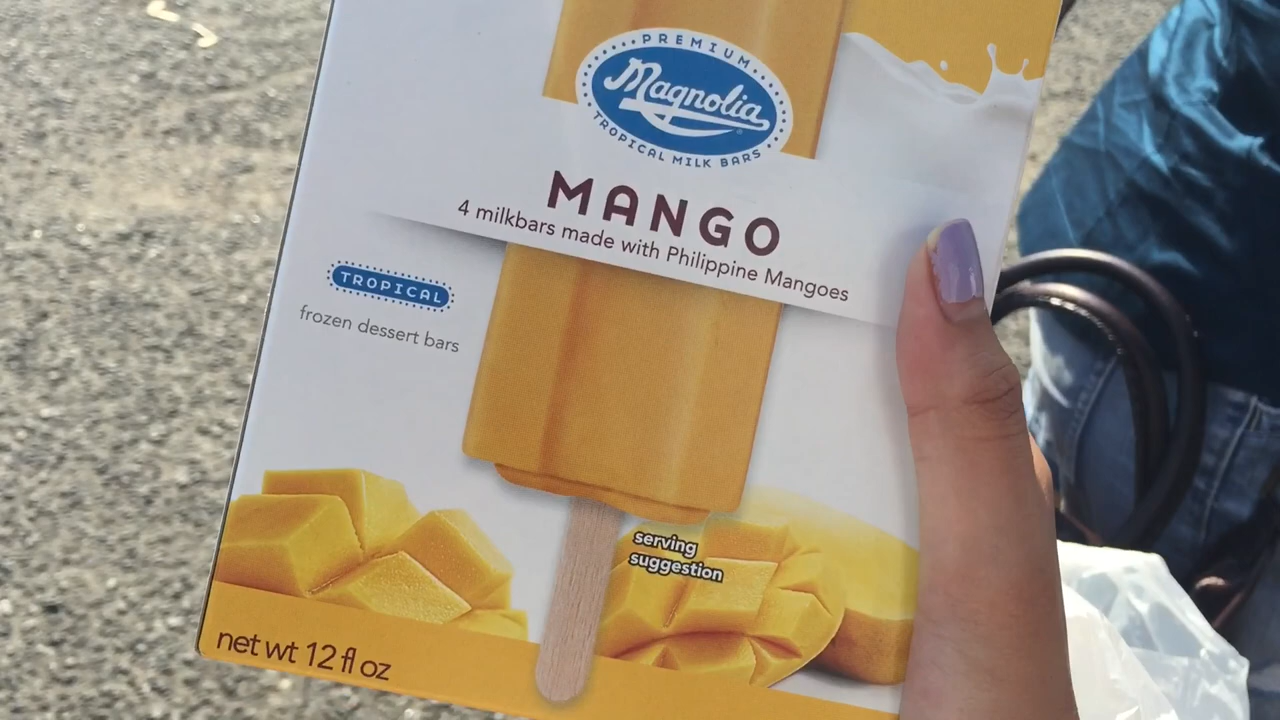 PREMIUM
Magnolia
TROPICAL MILK BARS
MANGO
4 milkbars made with Philippine Mangoes
TROPICAL
frozen dessert bars
serving
suggestion
net wt 12 fl oz